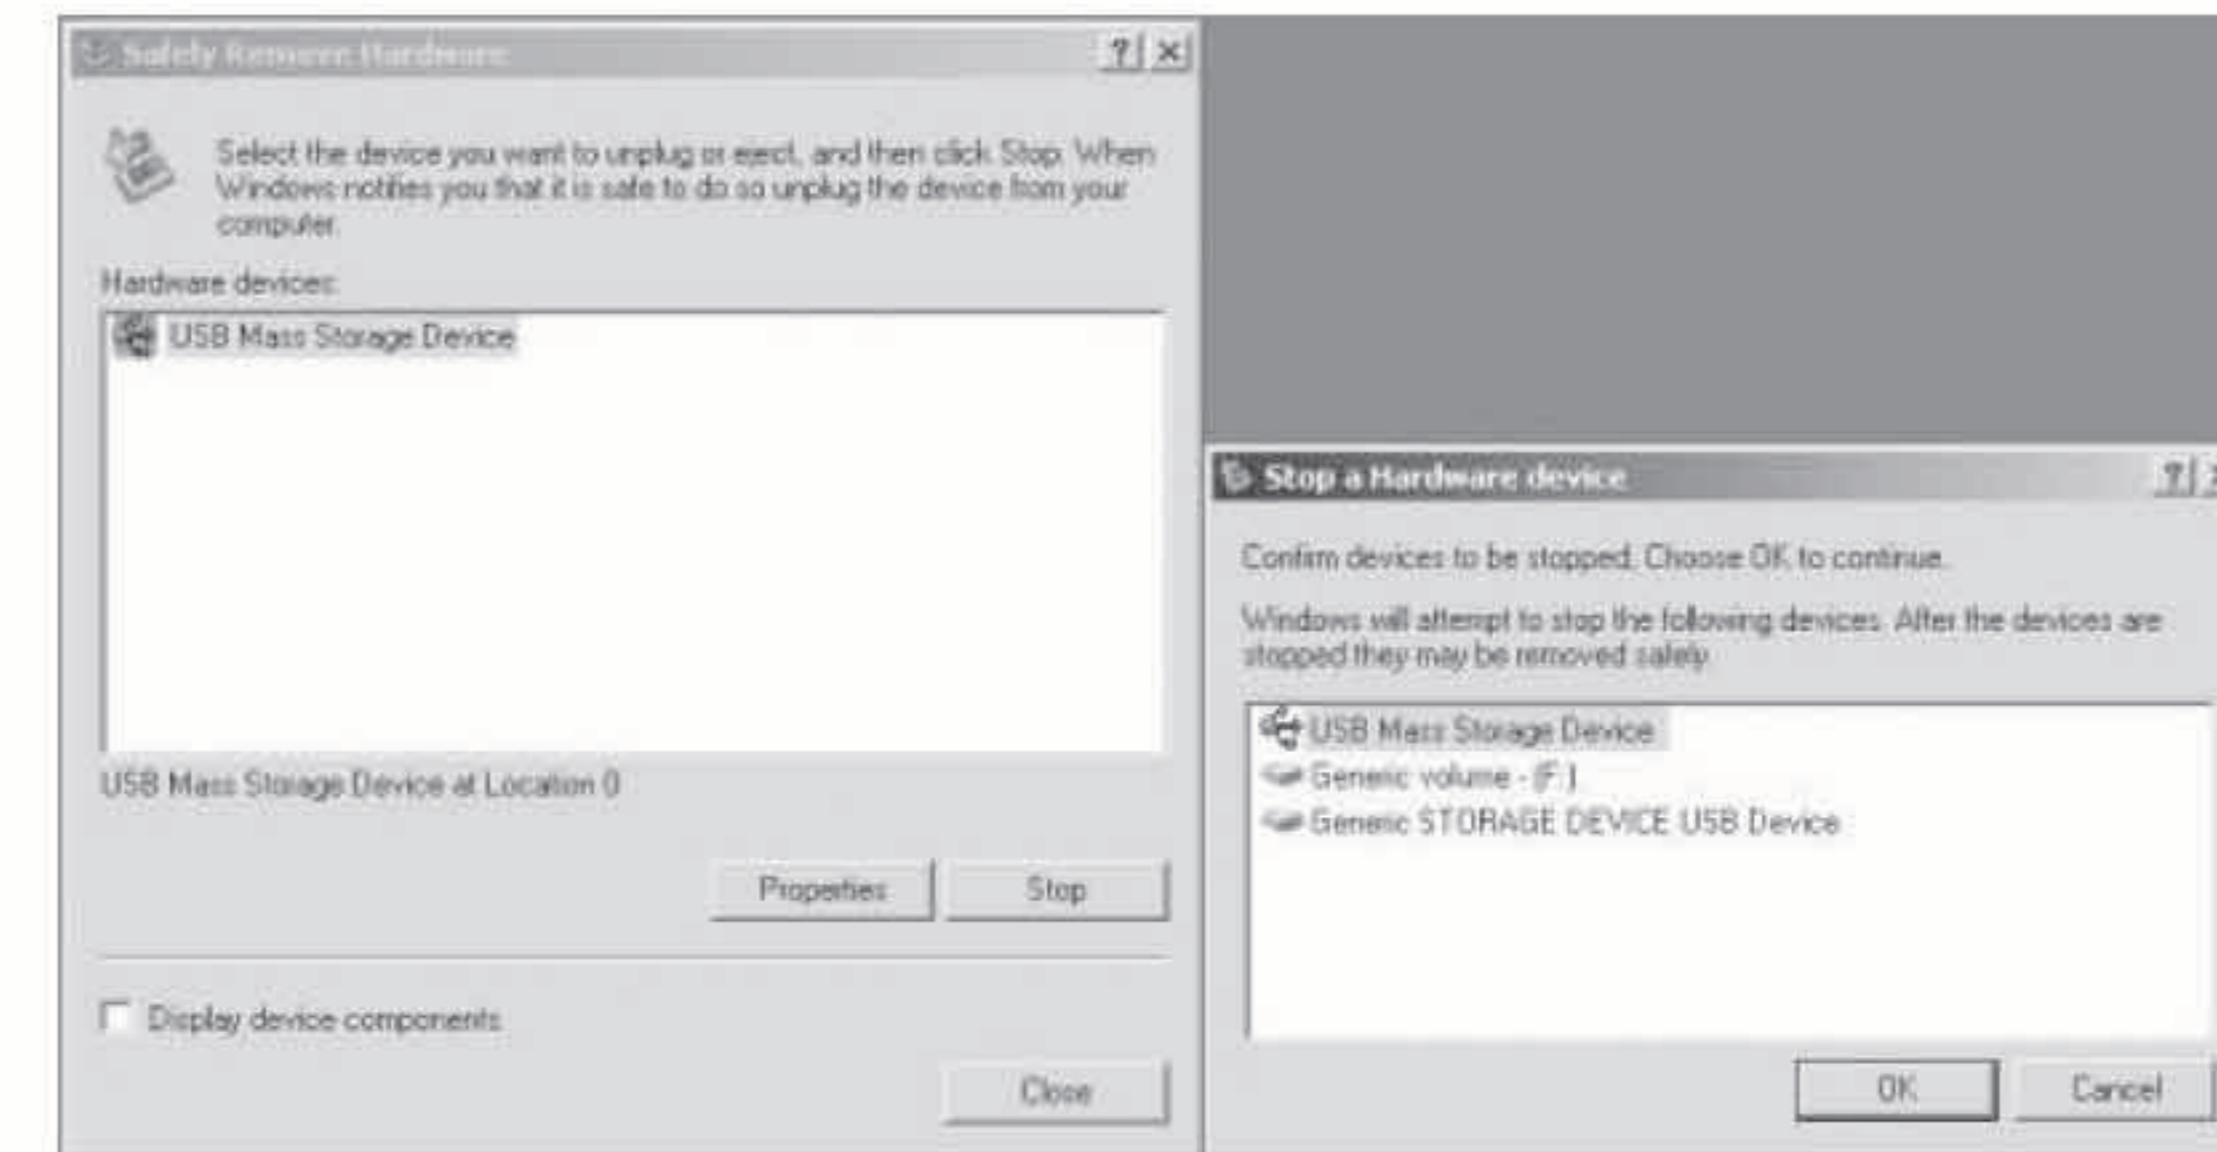 Safely Remove Hardware
Select the device you want to unplug or eject, and then click Stop. When
Windows notifies you that it is safe to do so unplug the device from your
computer.
Hardware devices:
USB Mass Storage Device
USB Mass Storage Device at Location 0
Properties
Stop
Display device components
Close
Stop a Hardware device
Confirm devices to be stopped, Choose OK to continue.
Windows will attempt to stop the following devices. After the devices are
stopped they may be removed safely.
USB Mass Storage Device
Generic volume - (F:)
Generic STORAGE DEVICE USB Device
OK
Cancel